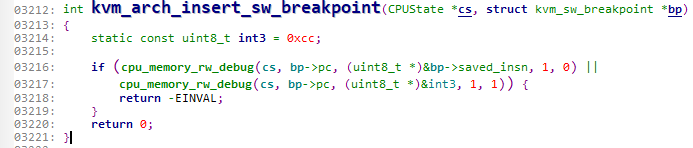 03212: int kvm_arch_insert_sw_breakpoint(CPUState *cs, struct kvm_sw_breakpoint *bp)
03213: {
03214:     static const uint8_t int3 = 0xcc;
03215:
03216:     if (cpu_memory_rw_debug(cs, bp->pc, (uint8_t *)&bp->saved_insn, 1, 0) ||
03217:         cpu_memory_rw_debug(cs, bp->pc, (uint8_t *)&int3, 1, 1)) {
03218:         return -EINVAL;
03219:     }
03220:     return 0;
03221: }